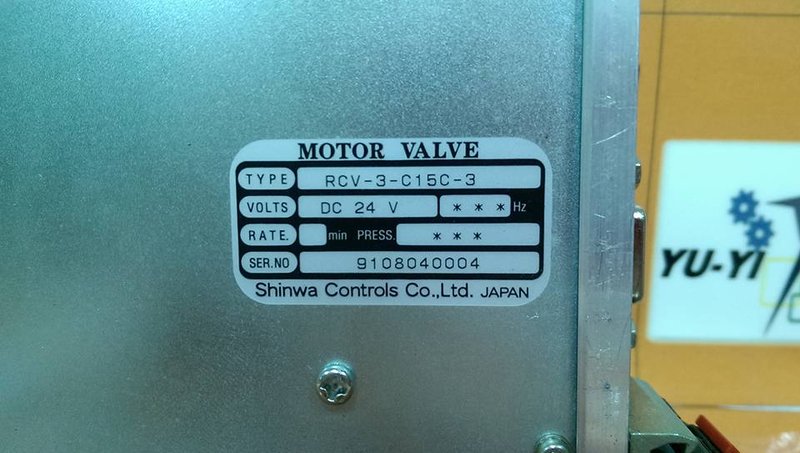 MOTOR VALVE
TYPE RCV-3-C15C-3
VOLTS DC 24 V * * * Hz
RATE. min PRESS. * * *
SER.NO 9108040004
Shinwa Controls Co.,Ltd. JAPAN
YU-YI